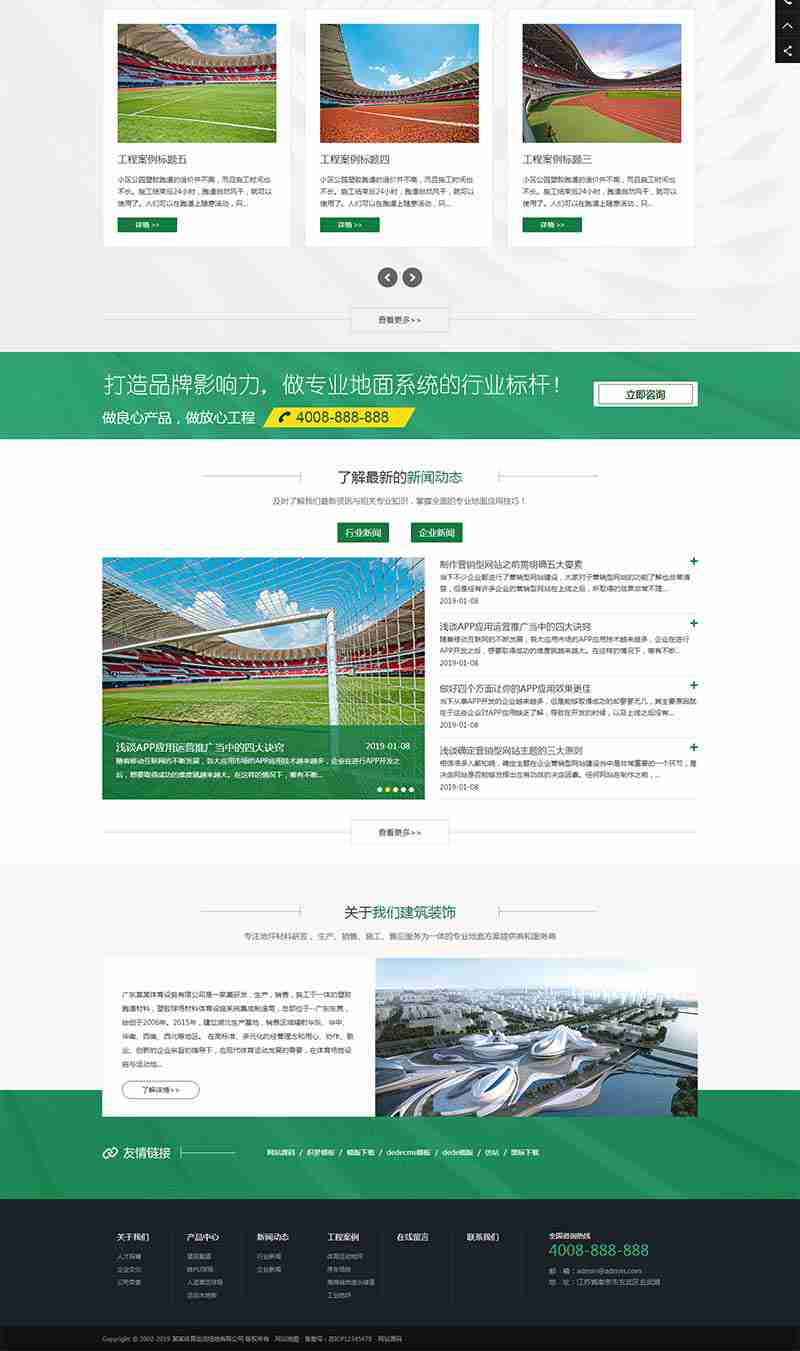 工程案例标题五
小区公园塑胶跑道的造价并不高，而且施工时间也
不长。施工结束后24小时，跑道自然风干，就可以
使用了。人们可以在跑道上随意活动，只...
详情 >>
工程案例标题四
小区公园塑胶跑道的造价并不高，而且施工时间也
不长。施工结束后24小时，跑道自然风干，就可以
使用了。人们可以在跑道上随意活动，只...
详情 >>
工程案例标题三
小区公园塑胶跑道的造价并不高，而且施工时间也
不长。施工结束后24小时，跑道自然风干，就可以
使用了。人们可以在跑道上随意活动，只...
详情 >>
查看更多>>
打造品牌影响力，做专业地面系统的行业标杆！
做良心产品，做放心工程 4008-888-888
立即咨询
了解最新的新闻动态
及时了解我们最新资讯与相关专业知识，掌握全面的专业地面应用技巧！
行业新闻 企业新闻
浅谈APP应用运营推广当中的四大诀窍 2019-01-08
随着移动互联网的不断发展，各大应用市场的APP应用技术越来越多，企业在进行APP开发之
后，想要取得成功的难度就越来越大。在这样的情况下，唯有不断...
制作营销型网站之前需明确五大要素
当下不少企业都进行了营销型网站建设，大家对于营销型网站的功能了解也非常清
楚，但是经有许多企业的营销型网站在上线之后，所取得的效果非常不理...
2019-01-08
浅谈APP应用运营推广当中的四大诀窍
随着移动互联网的不断发展，各大应用市场的APP应用技术越来越多，企业在进行
APP开发之后，想要取得成功的难度就越来越大。在这样的情况下，唯有不断...
2019-01-08
做好四个方面让你的APP应用效果更佳
当下从事APP开发的企业越来越多，但是能够取得成功的却寥寥无几，其主要原因就
在于这些企业对APP应用缺乏了解，导致在开发的时候，以及上线之后没有...
2019-01-08
浅谈确定营销型网站主题的三大原则
相信很多人都知晓，确定主题在企业营销型网站建设当中是非常重要的一个环节，是
决定网站是否能够发挥出应有功效的决定因素。任何网站在制作之前，...
2019-01-08
查看更多>>
关于我们建筑装饰
专注地坪材料研发、生产、销售、施工、售后服务为一体的专业地面方案提供商和服务商
广东某某体育设施有限公司是一家集研发，生产，销售，施工于一体的塑胶
跑道材料，塑胶球场材料体育设施系统集成制造商，总部位于--广东东莞，
始创于2006年。2015年，建立湖北生产基地，销售区域辐射华东、华中、
华南、西南、西北等地区。 在高标准、多元化的经营理念和用心、协作、敬
业、创新的企业宗旨的指导下，应现代体育运动发展的需要，在体育场地设
施与活动地...
了解详情>>
友情链接 网站源码 / 织梦模板 / 模板下载 / dedecms模板 / dede模板 / 仿站 / 图标下载
关于我们
人才招聘
企业文化
公司荣誉
产品中心
硅PU球场
人造草足球场
运动木地板
新闻动态
行业新闻
企业新闻
工程案例
体育运动地坪
停车场地
工业地坪
在线留言
联系我们
全国咨询热线
4008-888-888
邮 箱：admin@admin.com
地 址：江苏省南京市玄武区玄武湖
Copyright © 2002-2019 某某体育运动场地有限公司 版权所有 网站地图 备案号：苏ICP12345678 网站源码